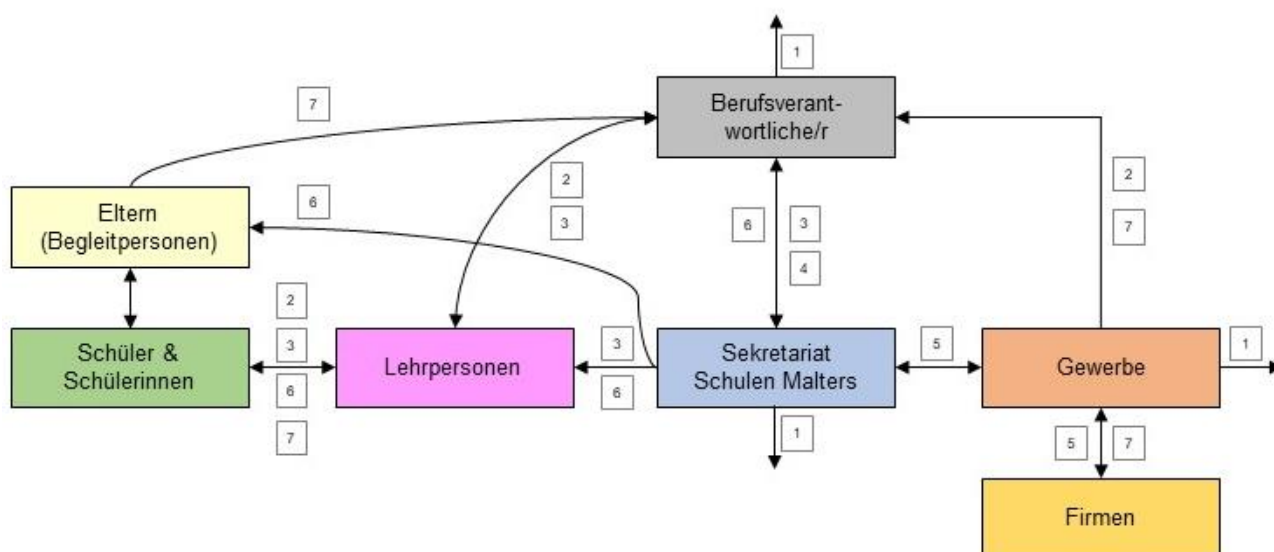 1
Berufsverant-
wortliche/r
7
2
3
6
3
4
2
7
Eltern
(Begleitpersonen)
6
Schüler &
Schülerinnen
2
3
6
7
Lehrpersonen
3
6
Sekretariat
Schulen Malters
1
5
Gewerbe
1
5
7
Firmen